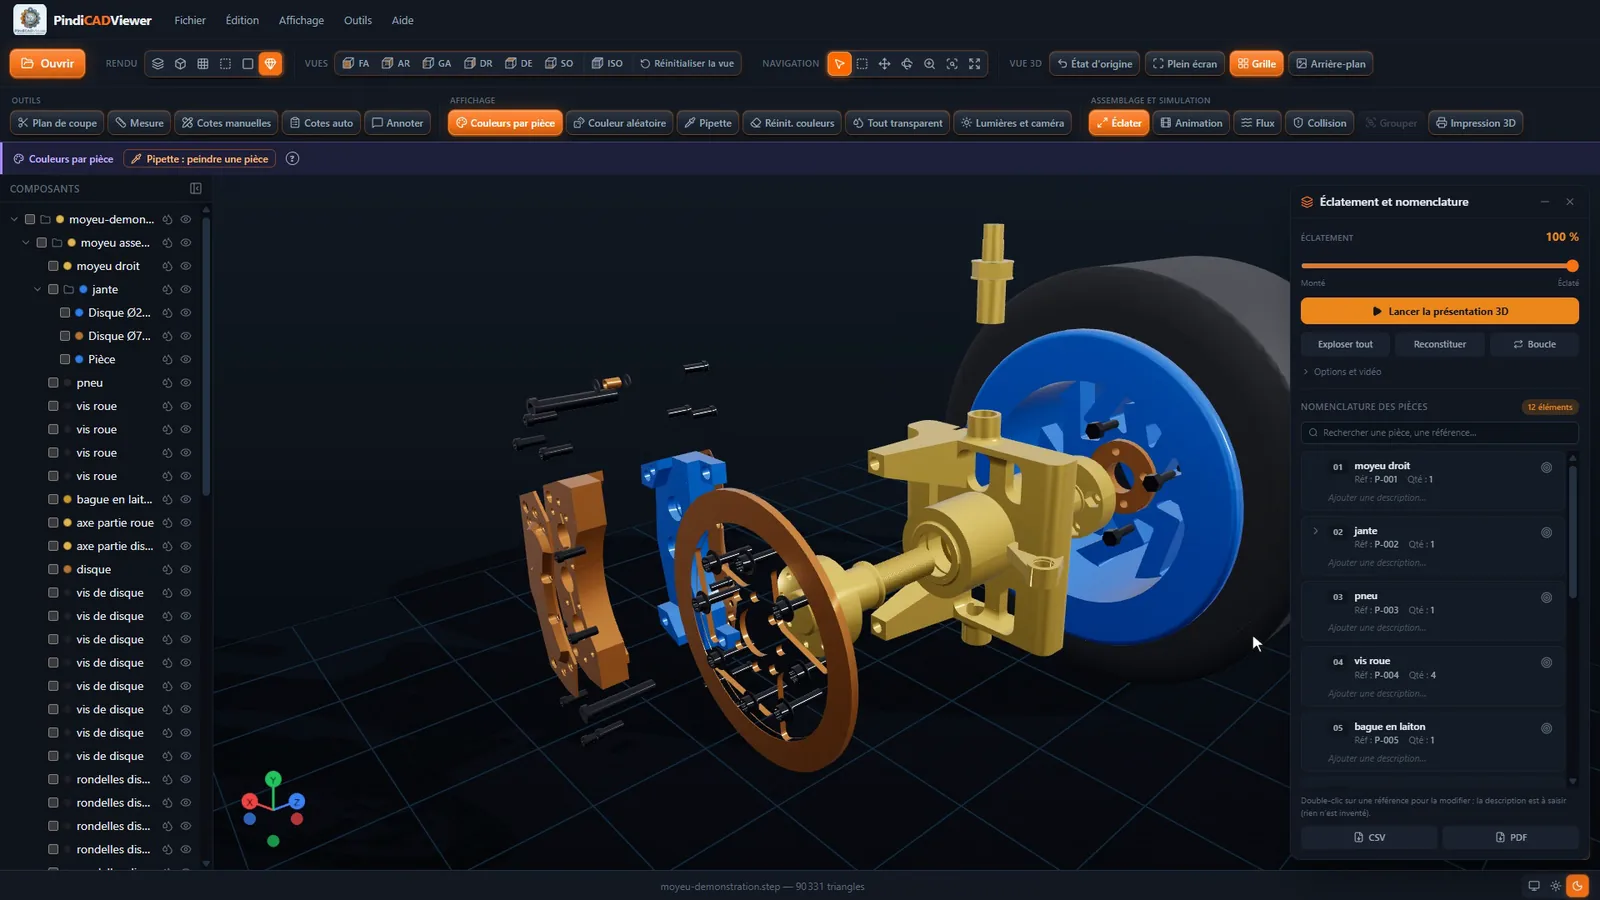 PindiCADViewer
Fichier
Édition
Affichage
Outils
Aide
Ouvrir
RENDU
VUES
FA
AR
GA
DR
DE
SO
ISO
Réinitialiser la vue
NAVIGATION
VUE 3D
État d'origine
Plein écran
Grille
Arrière-plan
OUTILS
AFFICHAGE
ASSEMBLAGE ET SIMULATION
Plan de coupe
Mesure
Cotes manuelles
Cotes auto
Annoter
Couleurs par pièce
Couleur aléatoire
Pipette
Réinit. couleurs
Tout transparent
Lumières et caméra
Éclater
Animation
Flux
Collision
Grouper
Impression 3D
Couleurs par pièce
Pipette : peindre une pièce
?
COMPOSANTS
moyeu-demon...
moyeu asse...
moyeu droit
jante
Disque Ø2...
Disque Ø7...
Pièce
pneu
vis roue
vis roue
vis roue
vis roue
bague en lait...
axe partie roue
axe partie dis...
disque
vis de disque
vis de disque
vis de disque
vis de disque
vis de disque
vis de disque
vis de disque
vis de disque
rondelles dis...
rondelles dis...
rondelles dis...
rondelles dis...
Y
X
Z
Éclatement et nomenclature
ÉCLATEMENT
100 %
Monté
Éclaté
Lancer la présentation 3D
Exploser tout
Reconstituer
Boucle
Options et vidéo
NOMENCLATURE DES PIÈCES
12 éléments
Rechercher une pièce, une référence...
01 moyeu droit
Réf : P-001 Qté : 1
Ajouter une description...
02 jante
Réf : P-002 Qté : 1
Ajouter une description...
03 pneu
Réf : P-003 Qté : 1
Ajouter une description...
04 vis roue
Réf : P-004 Qté : 4
Ajouter une description...
05 bague en laiton
Réf : P-005 Qté : 1
Ajouter une description...
Double-clic sur une référence pour la modifier ; la description est à saisir
(rien n'est inventé).
CSV
PDF
moyeu-demonstration.step — 90 331 triangles